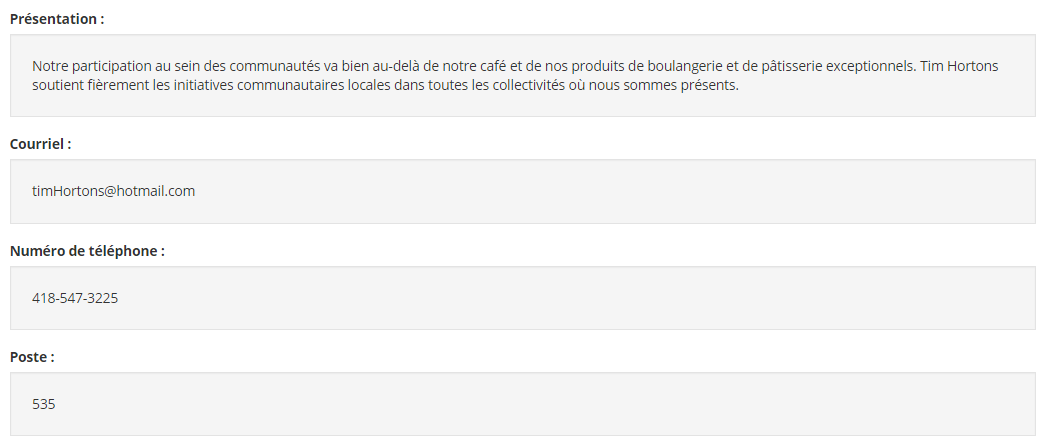 Présentation :
Notre participation au sein des communautés va bien au-delà de notre café et de nos produits de boulangerie et de pâtisserie exceptionnels. Tim Hortons
soutient fièrement les initiatives communautaires locales dans toutes les collectivités où nous sommes présents.
Courriel :
timHortons@hotmail.com
Numéro de téléphone :
418-547-3225
Poste :
535